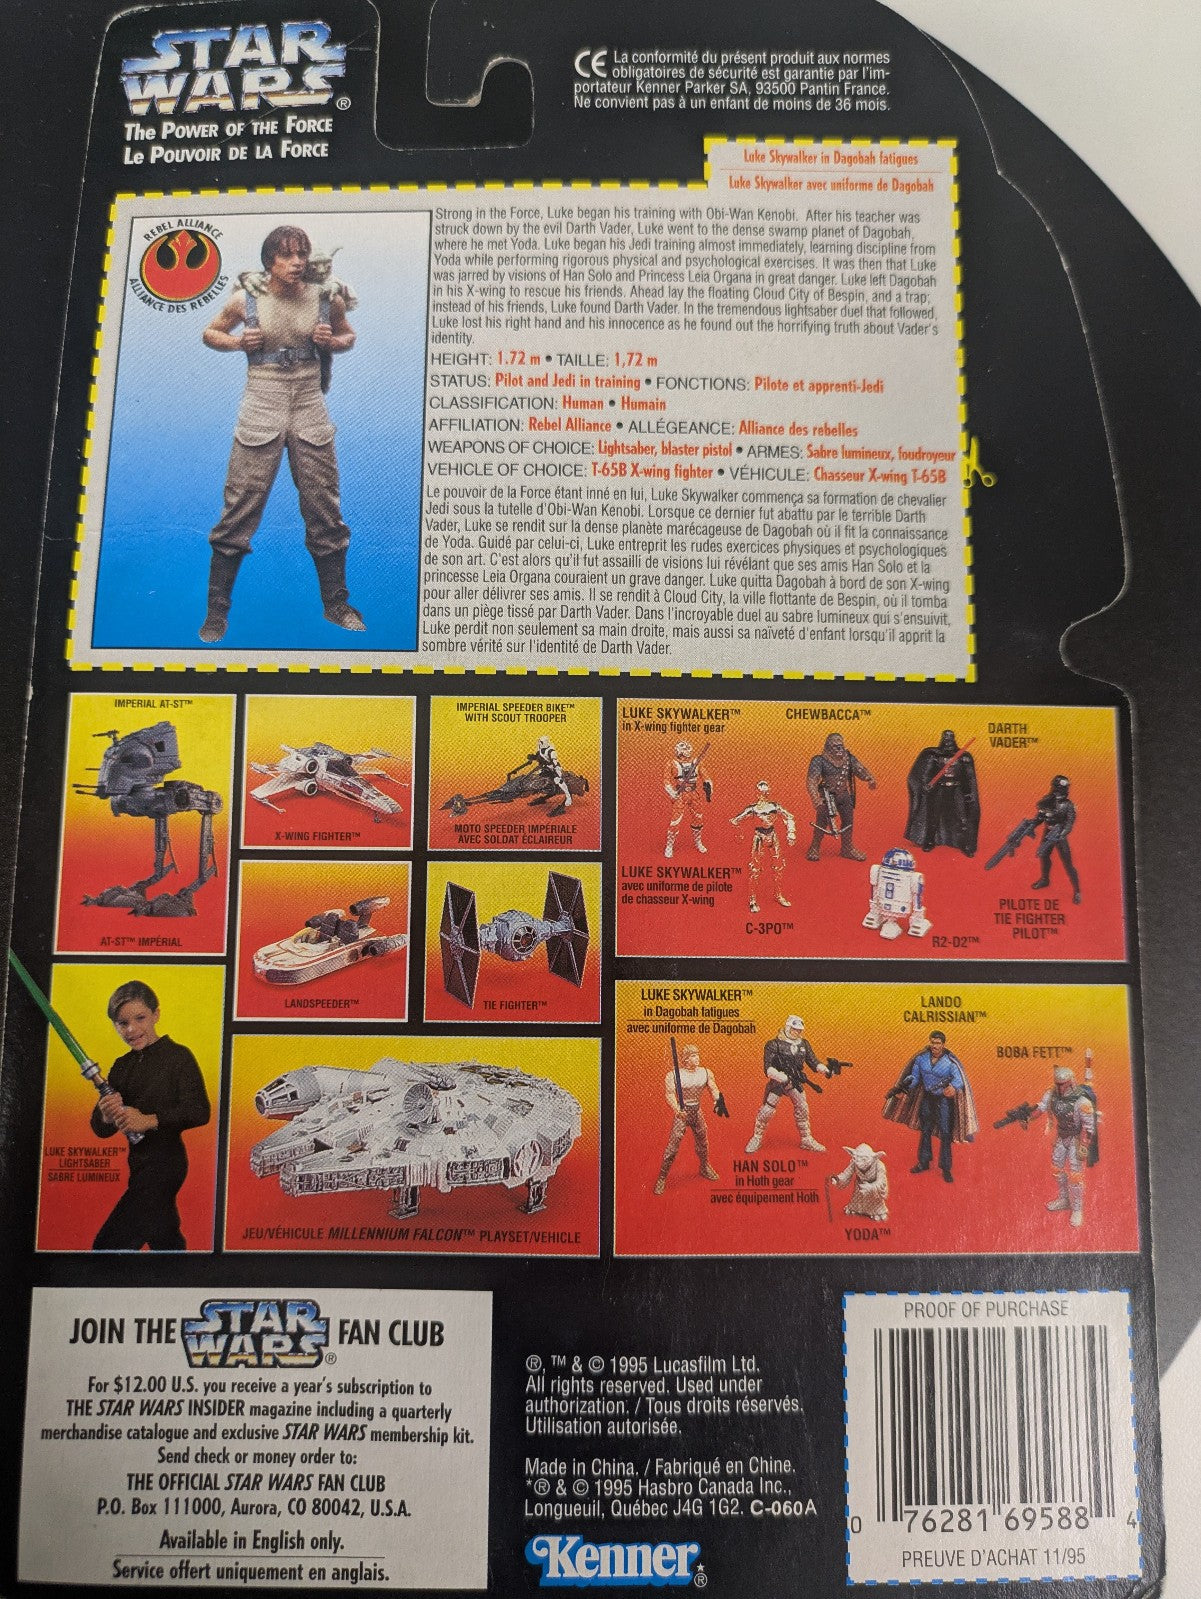 STAR
WARS®
The POWER OF THE FORCE
Le POUVOIR DE LA FORCE
CE La conformité du présent produit aux normes
obligatoires de sécurité est garantie par l'im-
portateur Kenner Parker SA, 93500 Pantin France.
Ne convient pas à un enfant de moins de 36 mois.
Luke Skywalker in Dagobah fatigues
Luke Skywalker avec uniforme de Dagobah
REBEL ALLIANCE
ALLIANCE DES REBELLES
Strong in the Force, Luke began his training with Obi-Wan Kenobi. After his teacher was
struck down by the evil Darth Vader, Luke went to the dense swamp planet of Dagobah,
where he met Yoda. Luke began his Jedi training almost immediately, learning discipline from
Yoda while performing rigorous physical and psychological exercises. It was then that Luke
was jarred by visions of Han Solo and Princess Leia Organa in great danger. Luke left Dagobah
in his X-wing to rescue his friends. Ahead lay the floating Cloud City of Bespin, and a trap;
instead of his friends, Luke found Darth Vader. In the tremendous lightsaber duel that followed,
Luke lost his right hand and his innocence as he found out the horrifying truth about Vader's
identity.
HEIGHT: 1.72 m • TAILLE: 1,72 m
STATUS: Pilot and Jedi in training • FONCTIONS: Pilote et apprenti-Jedi
CLASSIFICATION: Human • Humain
AFFILIATION: Rebel Alliance • ALLÉGEANCE: Alliance des rebelles
WEAPONS OF CHOICE: Lightsaber, blaster pistol • ARMES: Sabre lumineux, foudroyeur
VEHICLE OF CHOICE: T-65B X-wing fighter • VÉHICULE: Chasseur X-wing T-65B
Le pouvoir de la Force étant inné en lui, Luke Skywalker commença sa formation de chevalier
Jedi sous la tutelle d'Obi-Wan Kenobi. Lorsque ce dernier fut abattu par le terrible Darth
Vader, Luke se rendit sur la dense planète marécageuse de Dagobah où il fit la connaissance
de Yoda. Guidé par celui-ci, Luke entreprit les rudes exercices physiques et psychologiques
de son art. C'est alors qu'il fut assailli de visions lui révélant que ses amis Han Solo et la
princesse Leia Organa couraient un grave danger. Luke quitta Dagobah à bord de son X-wing
pour aller délivrer ses amis. Il se rendit à Cloud City, la ville flottante de Bespin, où il tomba
dans un piège tissé par Darth Vader. Dans l'incroyable duel au sabre lumineux qui s'ensuivit,
Luke perdit non seulement sa main droite, mais aussi sa naïveté d'enfant lorsqu'il apprit la
sombre vérité sur l'identité de Darth Vader.
IMPERIAL AT-ST™
AT-ST™ IMPÉRIAL
X-WING FIGHTER™
IMPERIAL SPEEDER BIKE™
WITH SCOUT TROOPER
MOTO SPEEDER IMPÉRIALE
AVEC SOLDAT ÉCLAIREUR
LANDSPEEDER™
TIE FIGHTER™
LUKE SKYWALKER™
in X-wing fighter gear
LUKE SKYWALKER™
avec uniforme de pilote
de chasseur X-wing
CHEWBACCA™
DARTH
VADER™
C-3PO™
R2-D2™
PILOTE DE
TIE FIGHTER
PILOT™
LUKE SKYWALKER™
LIGHTSABER
SABRE LUMINEUX
JEU/VÉHICULE MILLENNIUM FALCON™ PLAYSET/VEHICLE
LUKE SKYWALKER™
in Dagobah fatigues
avec uniforme de Dagobah
HAN SOLO™
in Hoth gear
avec équipement Hoth
LANDO
CALRISSIAN™
BOBA FETT™
YODA™
JOIN THE STAR WARS® FAN CLUB
For $12.00 U.S. you receive a year's subscription to
THE STAR WARS INSIDER magazine including a quarterly
merchandise catalogue and exclusive STAR WARS membership kit.
Send check or money order to:
THE OFFICIAL STAR WARS FAN CLUB
P.O. Box 111000, Aurora, CO 80042, U.S.A.
Available in English only.
Service offert uniquement en anglais.
®, ™ & © 1995 Lucasfilm Ltd.
All rights reserved. Used under
authorization. / Tous droits réservés.
Utilisation autorisée.
Made in China. / Fabriqué en Chine.
*® & © 1995 Hasbro Canada Inc.,
Longueuil, Québec J4G 1G2. C-060A
Kenner®
PROOF OF PURCHASE
0 76281 69588 4
PREUVE D'ACHAT 11/95